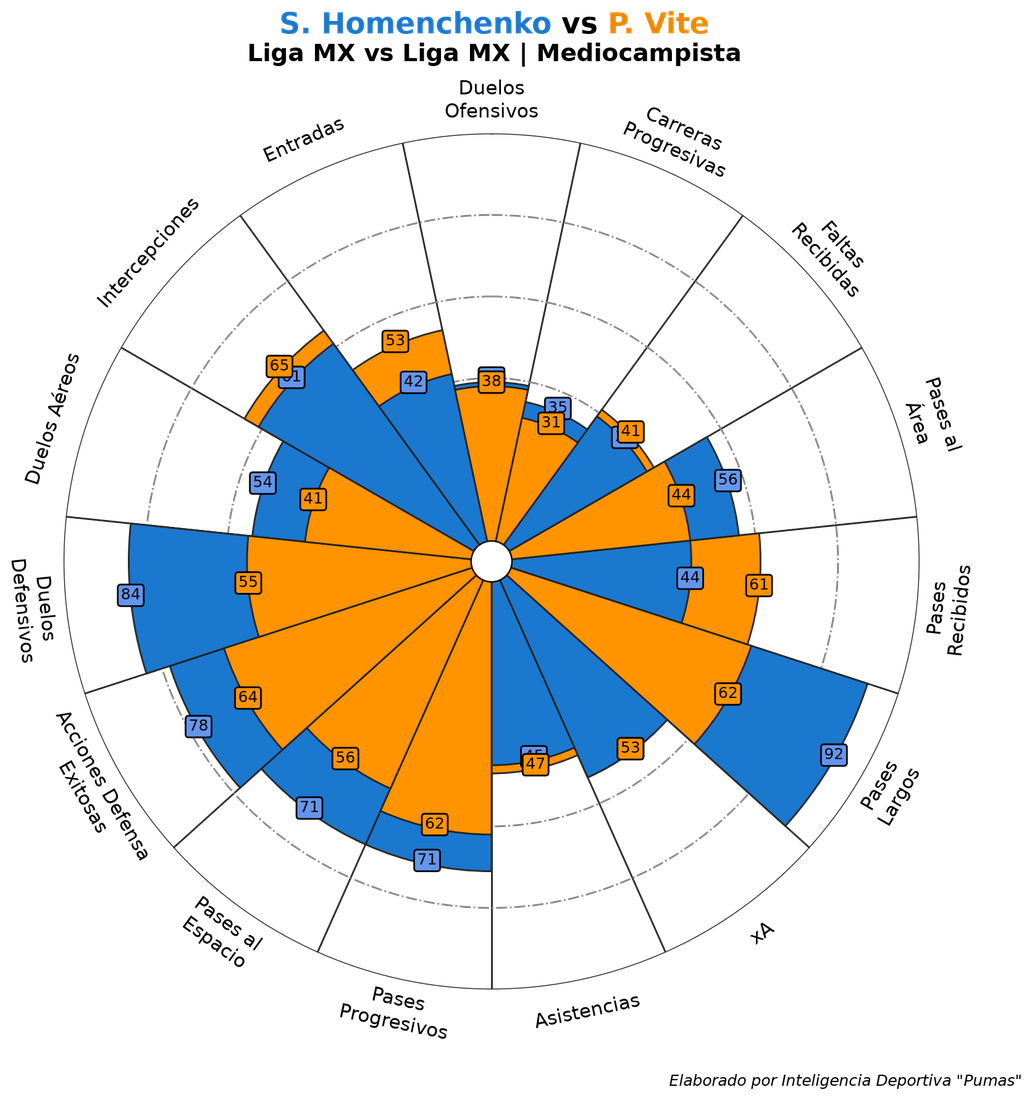 S. Homenchenko vs P. Vite
Liga MX vs Liga MX | Mediocampista
Duelos
Ofensivos
Carreras
Progresivas
Faltas
Recibidas
Pases al
Área
Pases
Recibidos
Pases
Largos
xA
Asistencias
Pases
Progresivos
Pases al
Espacio
Acciones Defensa
Exitosas
Duelos
Defensivos
Duelos Aéreos
Intercepciones
Entradas
38
35
31
41
56
44
44
61
62
92
53
45
47
62
71
56
71
64
78
55
84
54
41
65
61
53
42
Elaborado por Inteligencia Deportiva "Pumas"